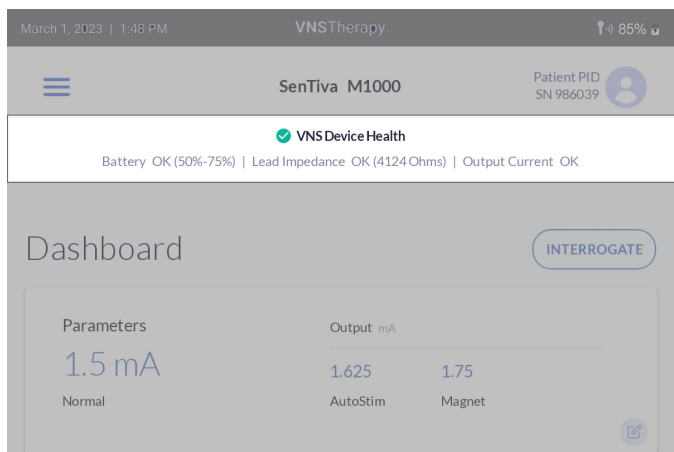 March 1, 2023 | 1:48 PM VNSTherapy 85%
SenTiva M1000
Patient PID
SN 986039
VNS Device Health
Battery OK (50%-75%) | Lead Impedance OK (4124 Ohms) | Output Current OK
Dashboard
INTERROGATE
Parameters
1.5 mA
Normal
Output mA
1.625 1.75
AutoStim Magnet